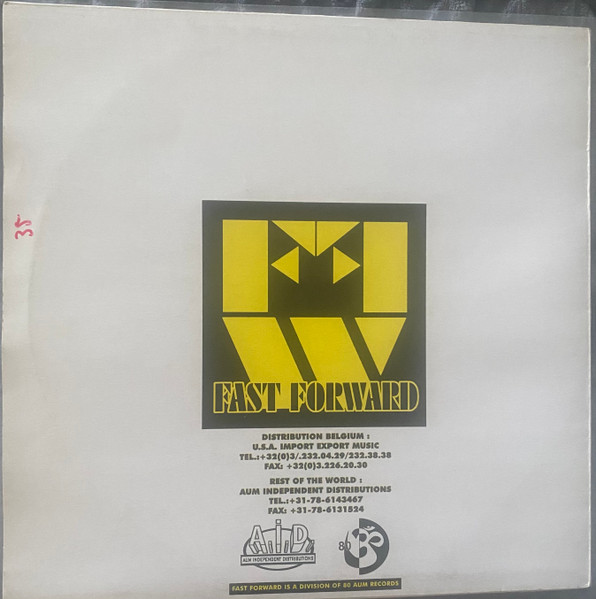 35
FAST FORWARD
DISTRIBUTION BELGIUM :
U.S.A. IMPORT EXPORT MUSIC
TEL.:+32(0)3/.232.04.29/232.38.38
FAX: +32(0)3.226.20.30
REST OF THE WORLD :
AUM INDEPENDENT DISTRIBUTIONS
TEL.:+31-78-6143467
FAX: +31-78-6131524
A.i.D.
AUM INDEPENDENT DISTRIBUTIONS
80 ॐ
FAST FORWARD IS A DIVISION OF 80 AUM RECORDS